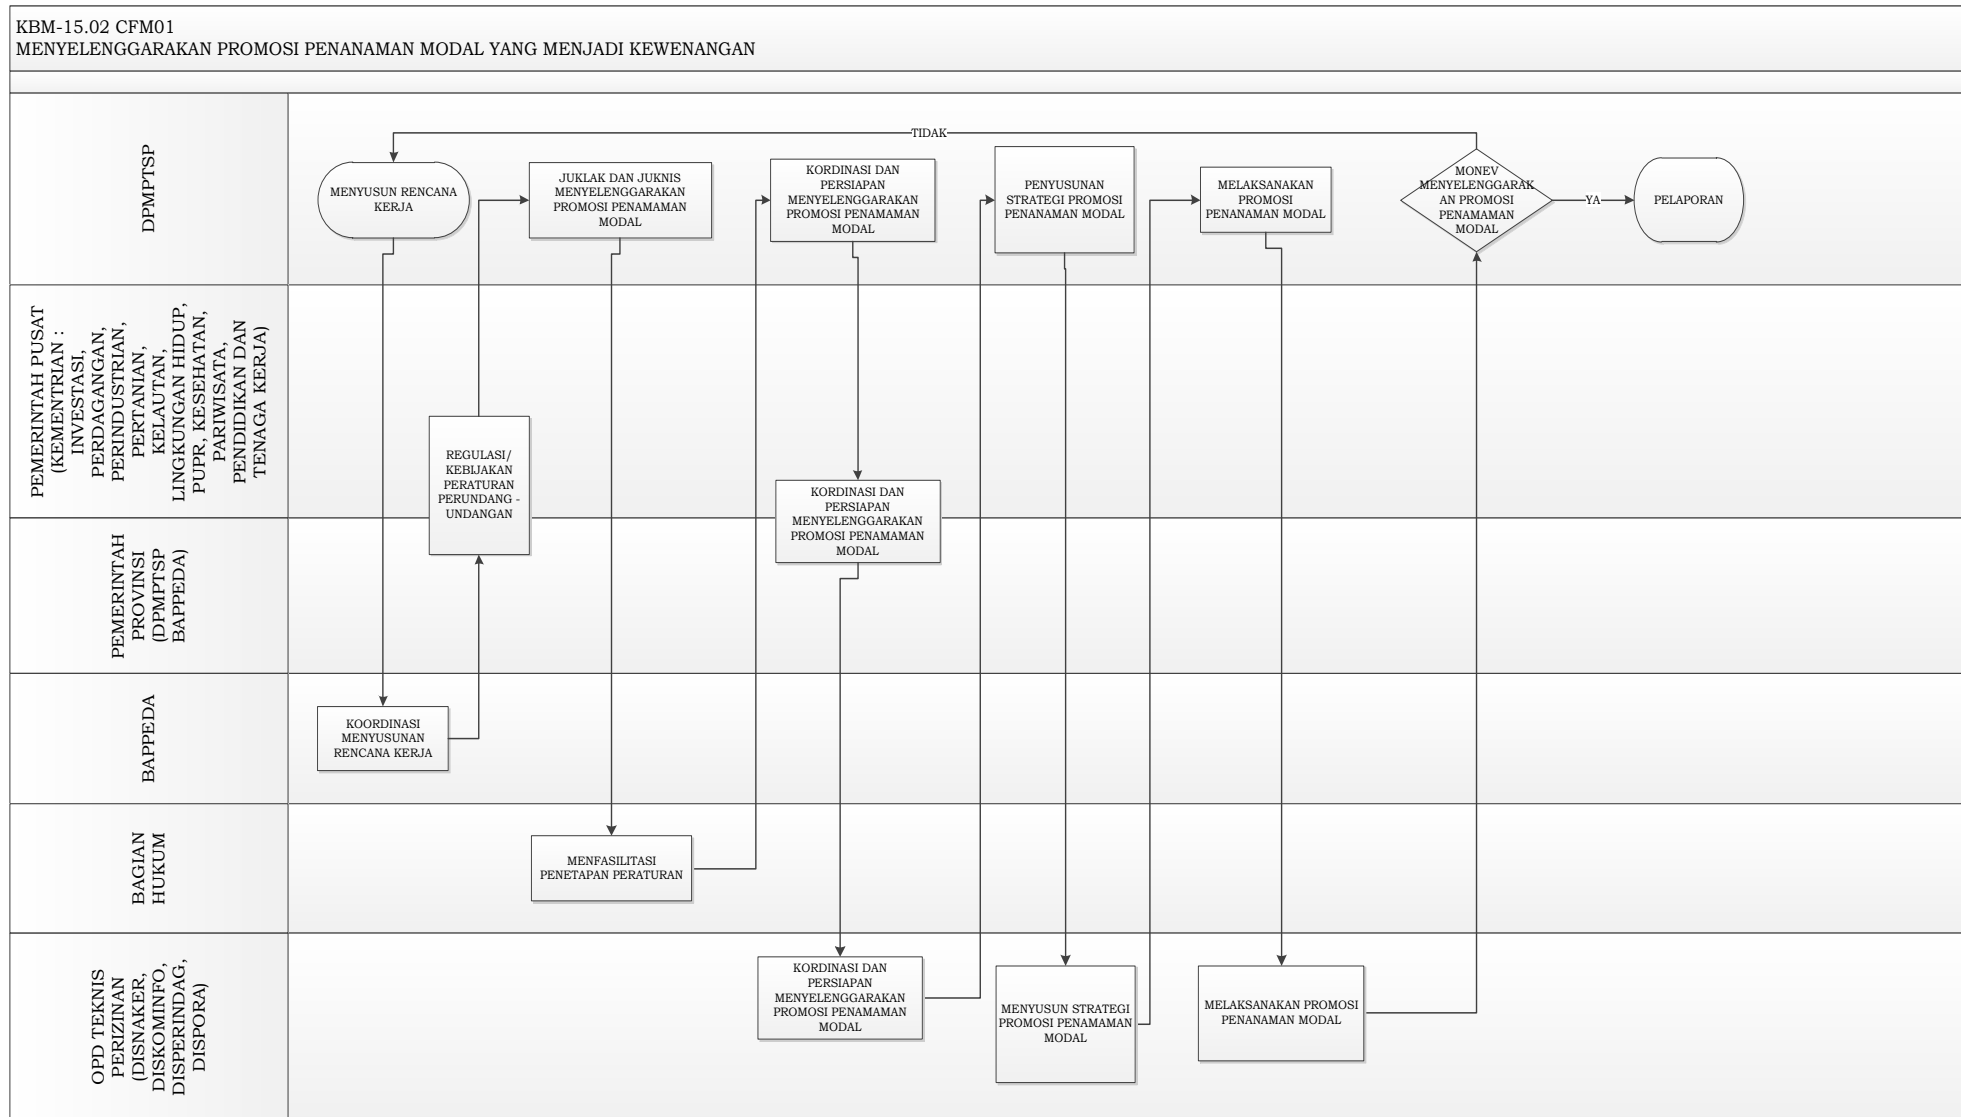 KBM-15.02 CFM01
MENYELENGGARAKAN PROMOSI PENANAMAN MODAL YANG MENJADI KEWENANGAN
DPMPTSP
TIDAK
MENYUSUN RENCANA
KERJA
JUKLAK DAN JUKNIS
MENYELENGGARAKAN
PROMOSI PENAMAMAN
MODAL
KORDINASI DAN
PERSIAPAN
MENYELENGGARAKAN
PROMOSI PENAMAMAN
MODAL
PENYUSUNAN
STRATEGI PROMOSI
PENANAMAN MODAL
MELAKSANAKAN
PROMOSI
PENANAMAN MODAL
MONEV
MENYELENGGARAK
AN PROMOSI
PENAMAMAN
MODAL
YA
PELAPORAN
PEMERINTAH PUSAT
(KEMENTRIAN :
INVESTASI,
PERDAGANGAN,
PERINDUSTRIAN,
PERTANIAN,
KELAUTAN,
LINGKUNGAN HIDUP,
PUPR, KESEHATAN,
PARIWISATA,
PENDIDIKAN DAN
TENAGA KERJA)
REGULASI/
KEBIJAKAN
PERATURAN
PERUNDANG -
UNDANGAN
KORDINASI DAN
PERSIAPAN
MENYELENGGARAKAN
PROMOSI PENAMAMAN
MODAL
PEMERINTAH
PROVINSI
(DPMPTSP
BAPPEDA)
BAPPEDA
KOORDINASI
MENYUSUNAN
RENCANA KERJA
BAGIAN
HUKUM
MENFASILITASI
PENETAPAN PERATURAN
OPD TEKNIS
PERIZINAN
(DISNAKER,
DISKOMINFO,
DISPERINDAG,
DISPORA)
KORDINASI DAN
PERSIAPAN
MENYELENGGARAKAN
PROMOSI PENAMAMAN
MODAL
MENYUSUN STRATEGI
PROMOSI PENAMAMAN
MODAL
MELAKSANAKAN PROMOSI
PENANAMAN MODAL